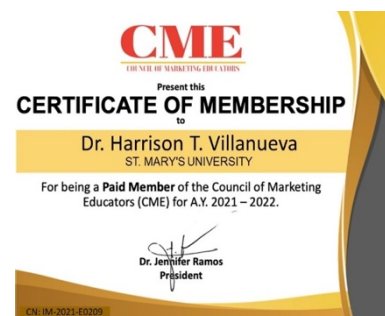 CME
COUNCIL OF MARKETING EDUCATORS
Present this
CERTIFICATE OF MEMBERSHIP
to
Dr. Harrison T. Villanueva
ST. MARY'S UNIVERSITY
For being a Paid Member of the Council of Marketing
Educators (CME) for A.Y. 2021 – 2022.
Dr. Jennifer Ramos
President
CN: IM-2021-E0209